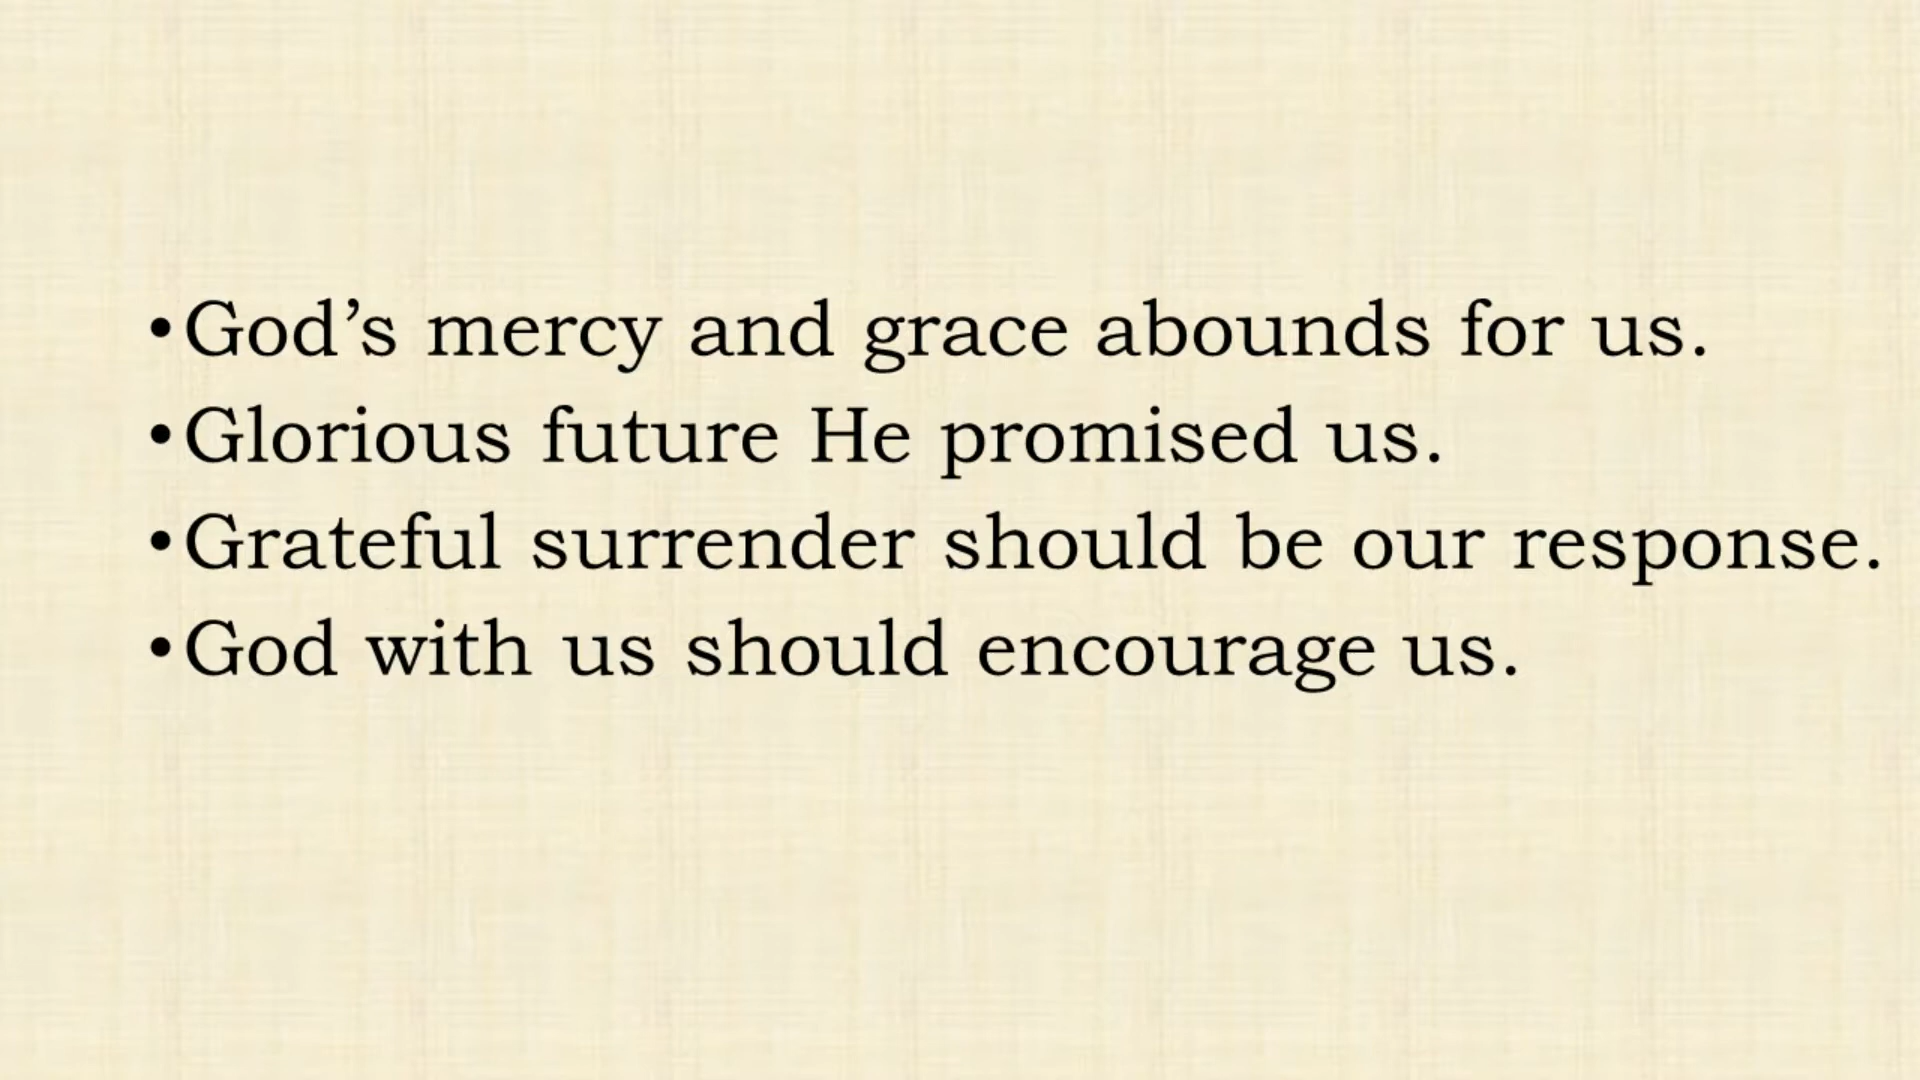 •God’s mercy and grace abounds for us.
•Glorious future He promised us.
•Grateful surrender should be our response.
•God with us should encourage us.